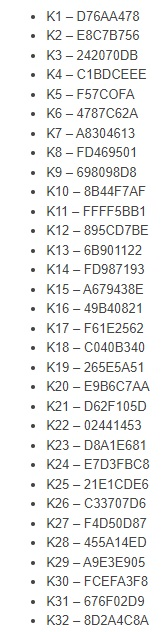 • K1 – D76AA478
• K2 – E8C7B756
• K3 – 242070DB
• K4 – C1BDCEEE
• K5 – F57COFA
• K6 – 4787C62A
• K7 – A8304613
• K8 – FD469501
• K9 – 698098D8
• K10 – 8B44F7AF
• K11 – FFFF5BB1
• K12 – 895CD7BE
• K13 – 6B901122
• K14 – FD987193
• K15 – A679438E
• K16 – 49B40821
• K17 – F61E2562
• K18 – C040B340
• K19 – 265E5A51
• K20 – E9B6C7AA
• K21 – D62F105D
• K22 – 02441453
• K23 – D8A1E681
• K24 – E7D3FBC8
• K25 – 21E1CDE6
• K26 – C33707D6
• K27 – F4D50D87
• K28 – 455A14ED
• K29 – A9E3E905
• K30 – FCEFA3F8
• K31 – 676F02D9
• K32 – 8D2A4C8A